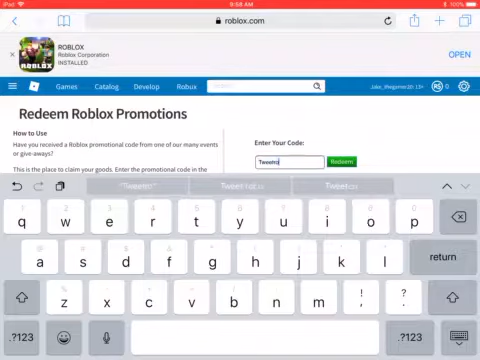 iPad
9:58 AM
100%
roblox.com
ROBLOX
Roblox Corporation
INSTALLED
OPEN
Games Catalog Develop Robux Search 0
Redeem Roblox Promotions
How to Use
Have you received a Roblox promotional code from one of our many events
or give-aways?
This is the place to claim your goods. Enter the promotional code in the
Enter Your Code:
Redeem
q w e r t y u i o p
@ a s d f g h j k l return
z x c v b n m ! , ? .
.?123 .?123